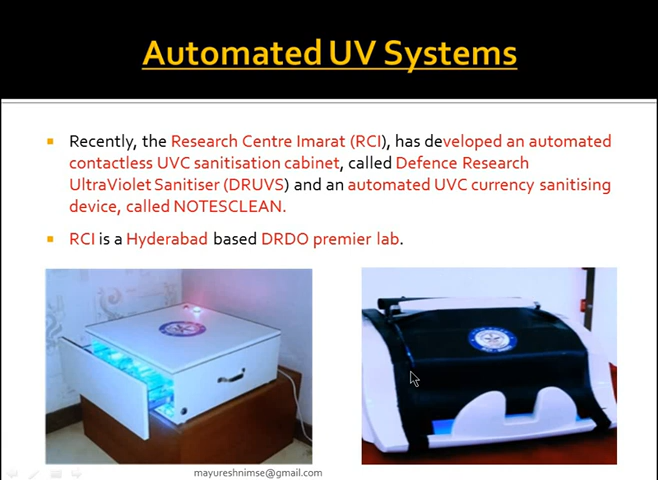 Automated UV Systems
Recently, the Research Centre Imarat (RCI), has developed an automated
contactless UVC sanitisation cabinet, called Defence Research
UltraViolet Sanitiser (DRUVS) and an automated UVC currency sanitising
device, called NOTESCLEAN.
RCI is a Hyderabad based DRDO premier lab.
mayureshnimse@gmail.com